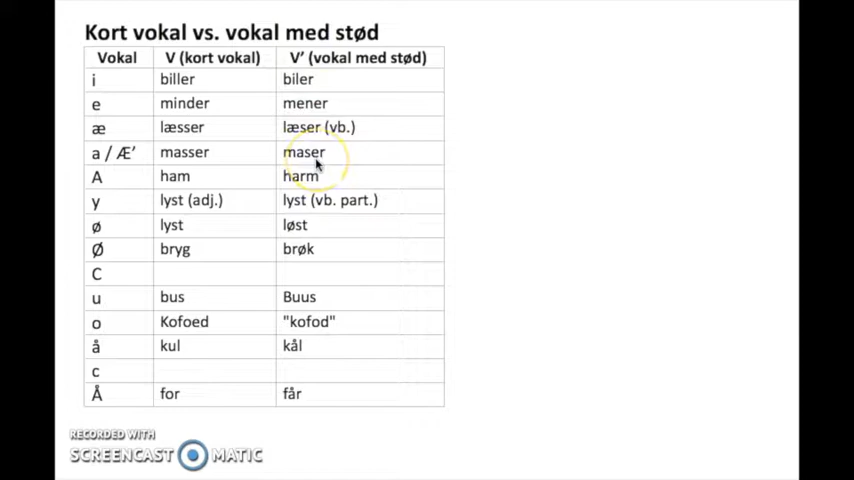 Kort vokal vs. vokal med stød
Vokal V (kort vokal) V’ (vokal med stød)
i biller biler
e minder mener
æ læsser læser (vb.)
a / Æ’ masser maser
A ham harm
y lyst (adj.) lyst (vb. part.)
ø lyst løst
Ø bryg brøk
C
u bus Buus
o Kofoed "kofod"
å kul kål
c
Å for får
RECORDED WITH
SCREENCAST MATIC